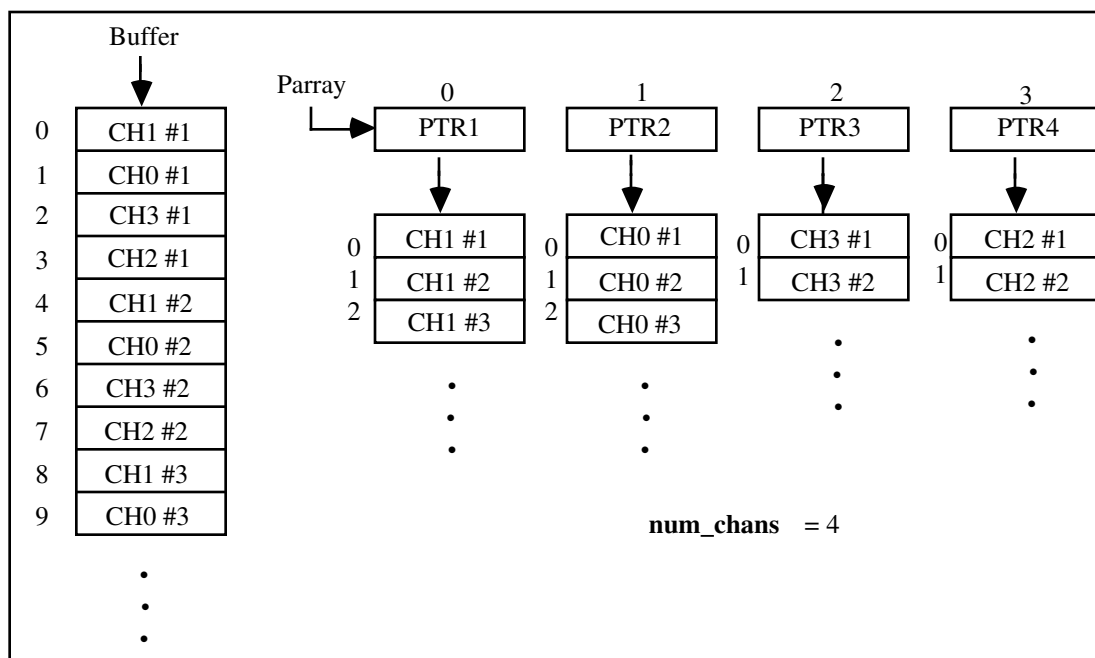 Buffer
Parray
0 1 2 3
PTR1 PTR2 PTR3 PTR4
0 CH1 #1
1 CH0 #1
2 CH3 #1
3 CH2 #1
4 CH1 #2
5 CH0 #2
6 CH3 #2
7 CH2 #2
8 CH1 #3
9 CH0 #3
0 CH1 #1
1 CH1 #2
2 CH1 #3
0 CH0 #1
1 CH0 #2
2 CH0 #3
0 CH3 #1
1 CH3 #2
0 CH2 #1
1 CH2 #2
num_chans = 4